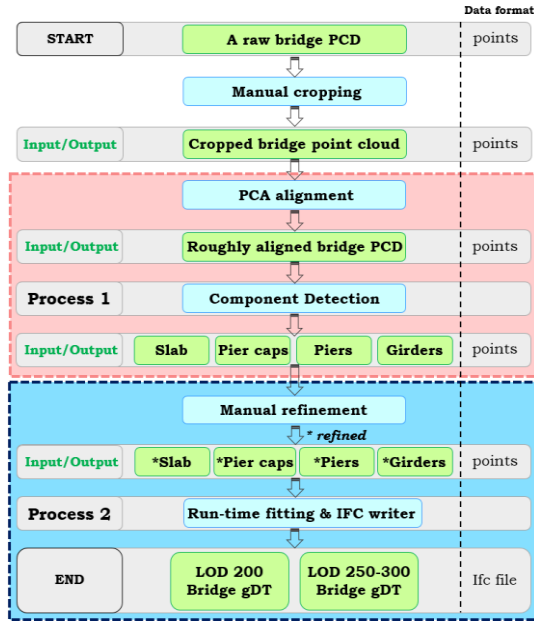 Data format
START
A raw bridge PCD
points
Manual cropping
Input/Output
Cropped bridge point cloud
points
PCA alignment
Input/Output
Roughly aligned bridge PCD
points
Process 1
Component Detection
Input/Output
Slab
Pier caps
Piers
Girders
points
Manual refinement
* refined
Input/Output
*Slab
*Pier caps
*Piers
*Girders
points
Process 2
Run-time fitting & IFC writer
END
LOD 200
Bridge gDT
LOD 250-300
Bridge gDT
Ifc file